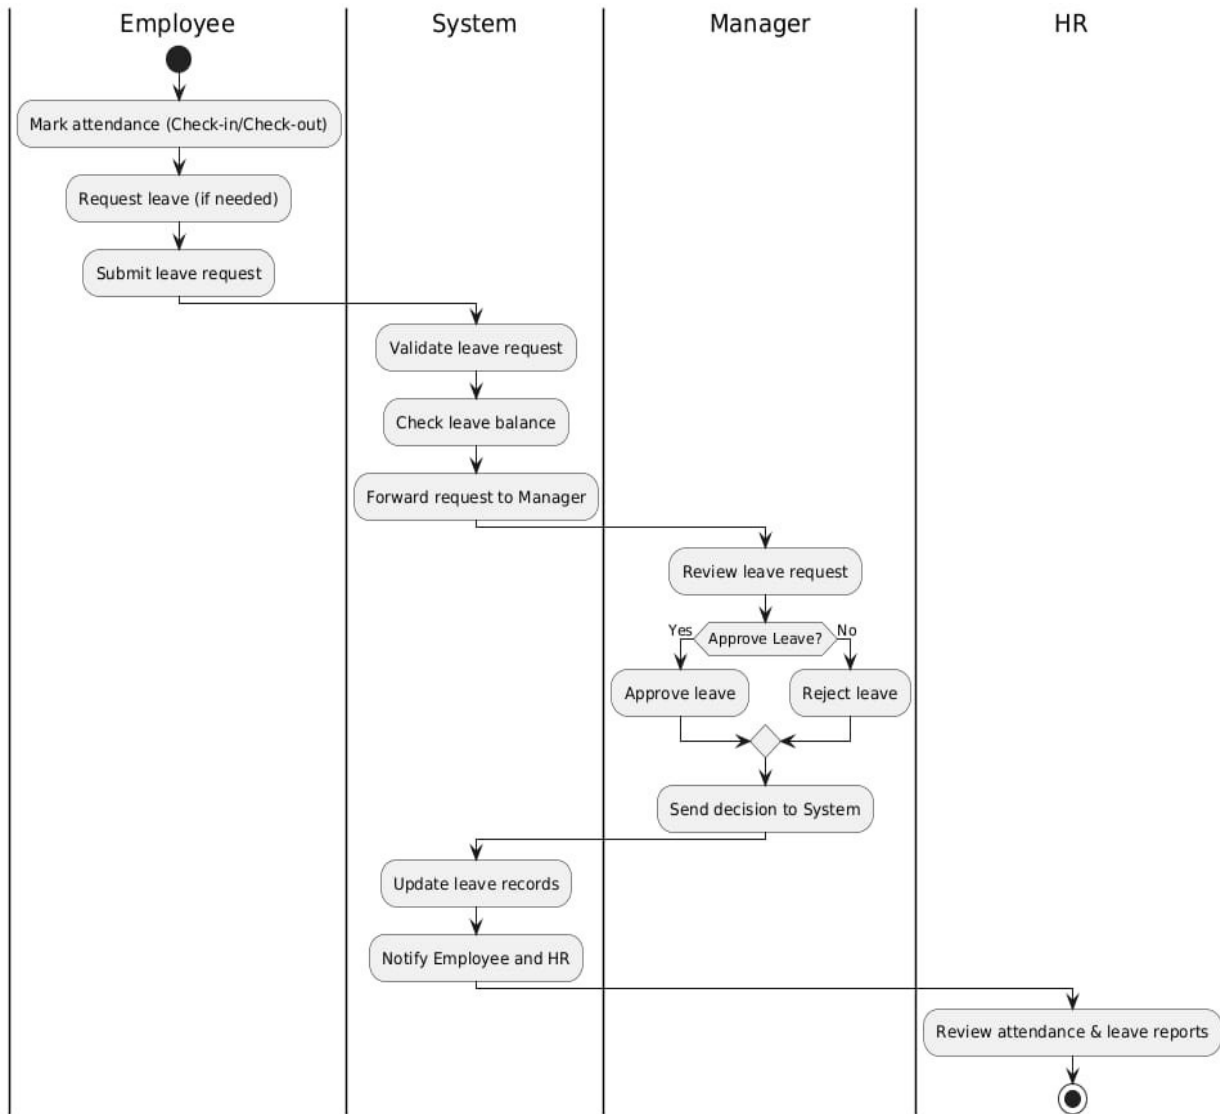 Employee
System
Manager
HR
Mark attendance (Check-in/Check-out)
Request leave (if needed)
Submit leave request
Validate leave request
Check leave balance
Forward request to Manager
Review leave request
Yes
Approve Leave?
No
Approve leave
Reject leave
Send decision to System
Update leave records
Notify Employee and HR
Review attendance & leave reports